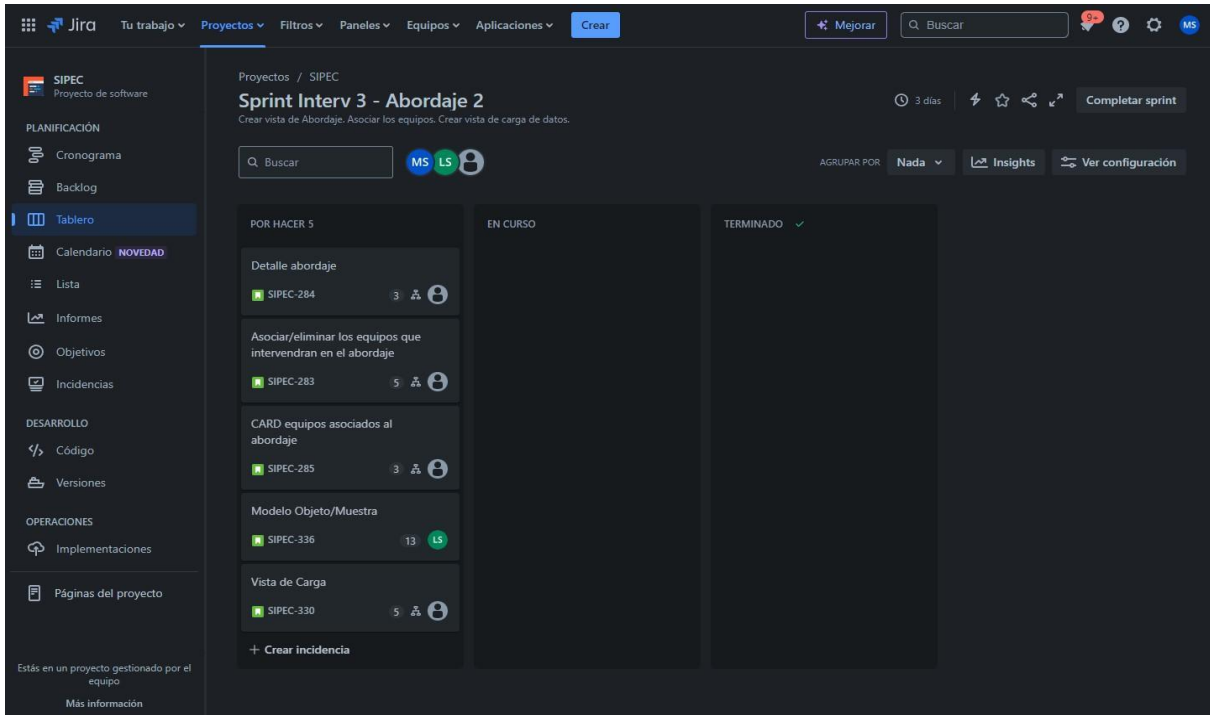 Jira
Tu trabajo
Proyectos
Filtros
Paneles
Equipos
Aplicaciones
Crear
Mejorar
Buscar
9+
MS
SIPEC
Proyecto de software
PLANIFICACIÓN
Cronograma
Backlog
Tablero
Calendario NOVEDAD
Lista
Informes
Objetivos
Incidencias
DESARROLLO
Código
Versiones
OPERACIONES
Implementaciones
Páginas del proyecto
Estás en un proyecto gestionado por el
equipo
Más información
Proyectos / SIPEC
Sprint Interv 3 - Abordaje 2
Crear vista de Abordaje. Asociar los equipos. Crear vista de carga de datos.
3 días
Completar sprint
Buscar
MS LS
AGRUPAR POR Nada
Insights
Ver configuración
POR HACER 5
Detalle abordaje
SIPEC-284 3
Asociar/eliminar los equipos que
intervendran en el abordaje
SIPEC-283 5
CARD equipos asociados al
abordaje
SIPEC-285 3
Modelo Objeto/Muestra
SIPEC-336 13 LS
Vista de Carga
SIPEC-330 5
+ Crear incidencia
EN CURSO
TERMINADO